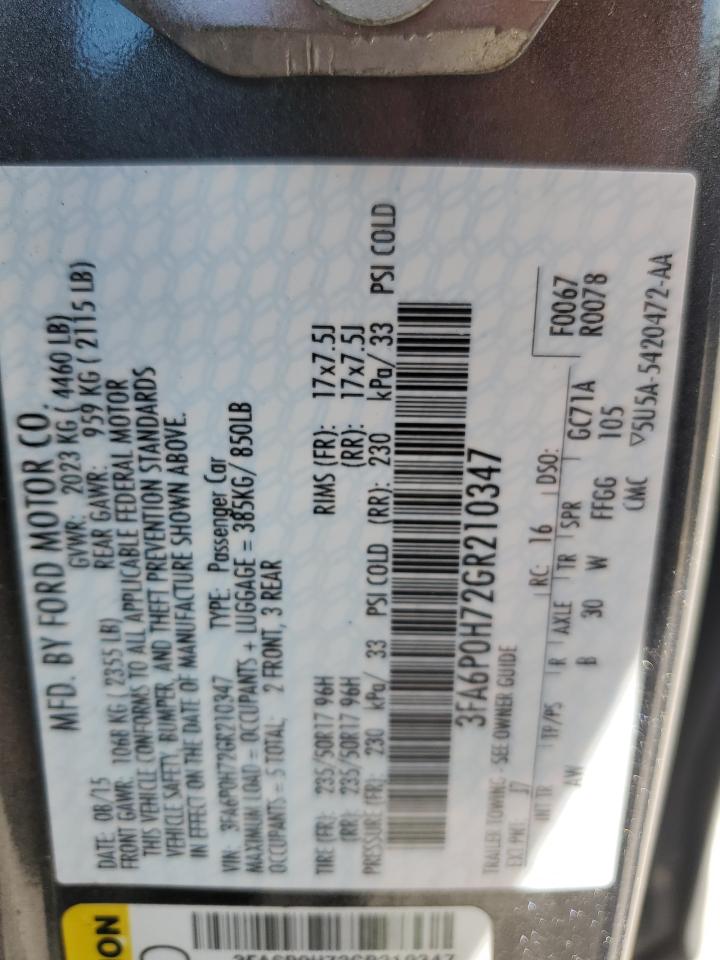 MFD. BY FORD MOTOR CO.
DATE: 08/15 GVWR: 2023 KG ( 4460 LB)
FRONT GAWR: 1068 KG ( 2355 LB) REAR GAWR: 959 KG ( 2115 LB)
THIS VEHICLE CONFORMS TO ALL APPLICABLE FEDERAL MOTOR
VEHICLE SAFETY, BUMPER, AND THEFT PREVENTION STANDARDS
IN EFFECT ON THE DATE OF MANUFACTURE SHOWN ABOVE.
VIN: 3FA6P0H72GR210347 TYPE: Passenger Car
MAXIMUM LOAD = OCCUPANTS + LUGGAGE = 385KG/ 850LB
OCCUPANTS = 5 TOTAL; 2 FRONT, 3 REAR
TIRE (FR): 235/50R17 96H RIMS (FR): 17x7.5J
(RR): 235/50R17 96H (RR): 17x7.5J
PRESSURE (FR): 230 kPa/ 33 PSI COLD (RR): 230 kPa/ 33 PSI COLD
3FA6P0H72GR210347
TRAILER TOWING - SEE OWNER GUIDE
F0067
R0078
EXT PNT: J7 RC: 16 DSO:
INT TR TP/PS R AXLE TR SPR GC71A
AW B 30 W FFGG 105
CMC ▽5U5A-5420472-AA
ON
3FA6P0H72GR210347